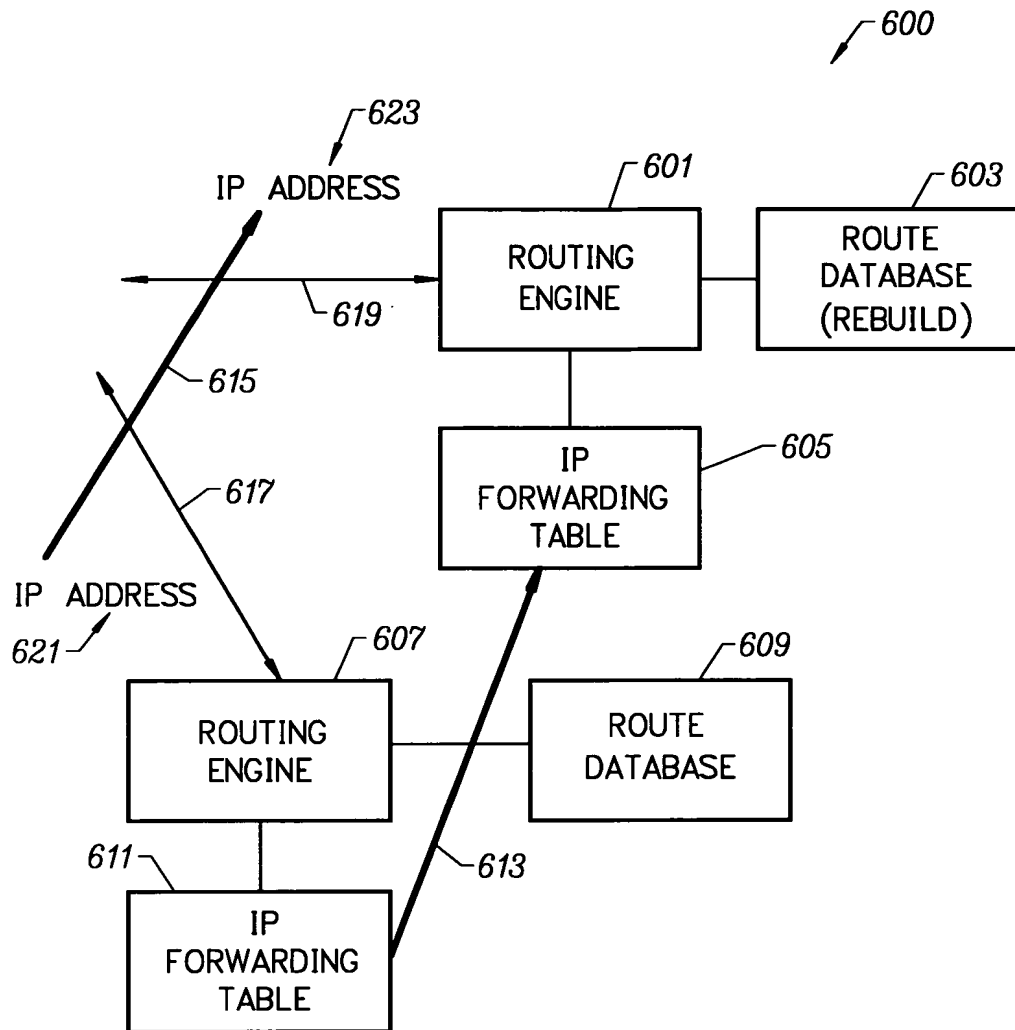 600
623
IP ADDRESS
601
603
ROUTING
ENGINE
ROUTE
DATABASE
(REBUILD)
619
615
605
IP
FORWARDING
TABLE
617
IP ADDRESS
621
607
609
ROUTING
ENGINE
ROUTE
DATABASE
613
611
IP
FORWARDING
TABLE